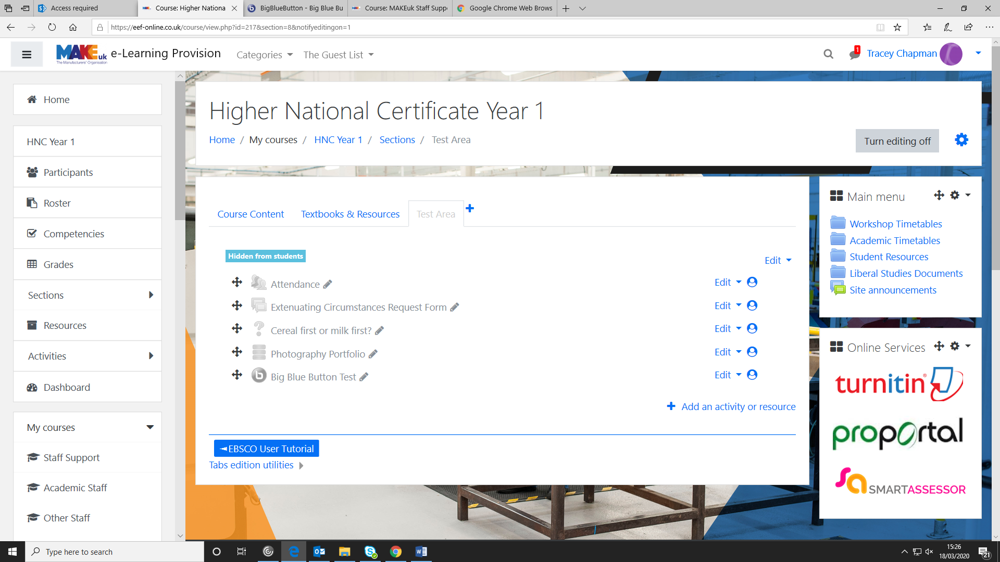 Access required
Course: Higher Nationa
BigBlueButton - Big Blue Bu
Course: MAKEuk Staff Supp
Google Chrome Web Brows
https://eef-online.co.uk/course/view.php?id=217&section=8&notifyeditingon=1
MAKEuk
The Manufacturers' Organisation
e-Learning Provision
Categories
The Guest List
1
Tracey Chapman
Home
HNC Year 1
Participants
Roster
Competencies
Grades
Sections
Resources
Activities
Dashboard
My courses
Staff Support
Academic Staff
Other Staff
Higher National Certificate Year 1
Home / My courses / HNC Year 1 / Sections / Test Area
Turn editing off
Course Content
Textbooks & Resources
Test Area
Hidden from students
Edit
Attendance
Edit
Extenuating Circumstances Request Form
Edit
Cereal first or milk first?
Edit
Photography Portfolio
Edit
Big Blue Button Test
Edit
Add an activity or resource
◄EBSCO User Tutorial
Tabs edition utilities
Main menu
Workshop Timetables
Academic Timetables
Student Resources
Liberal Studies Documents
Site announcements
Online Services
turnitin®
proportal
sa SMARTASSESSOR
Type here to search
15:26
18/03/2020
21